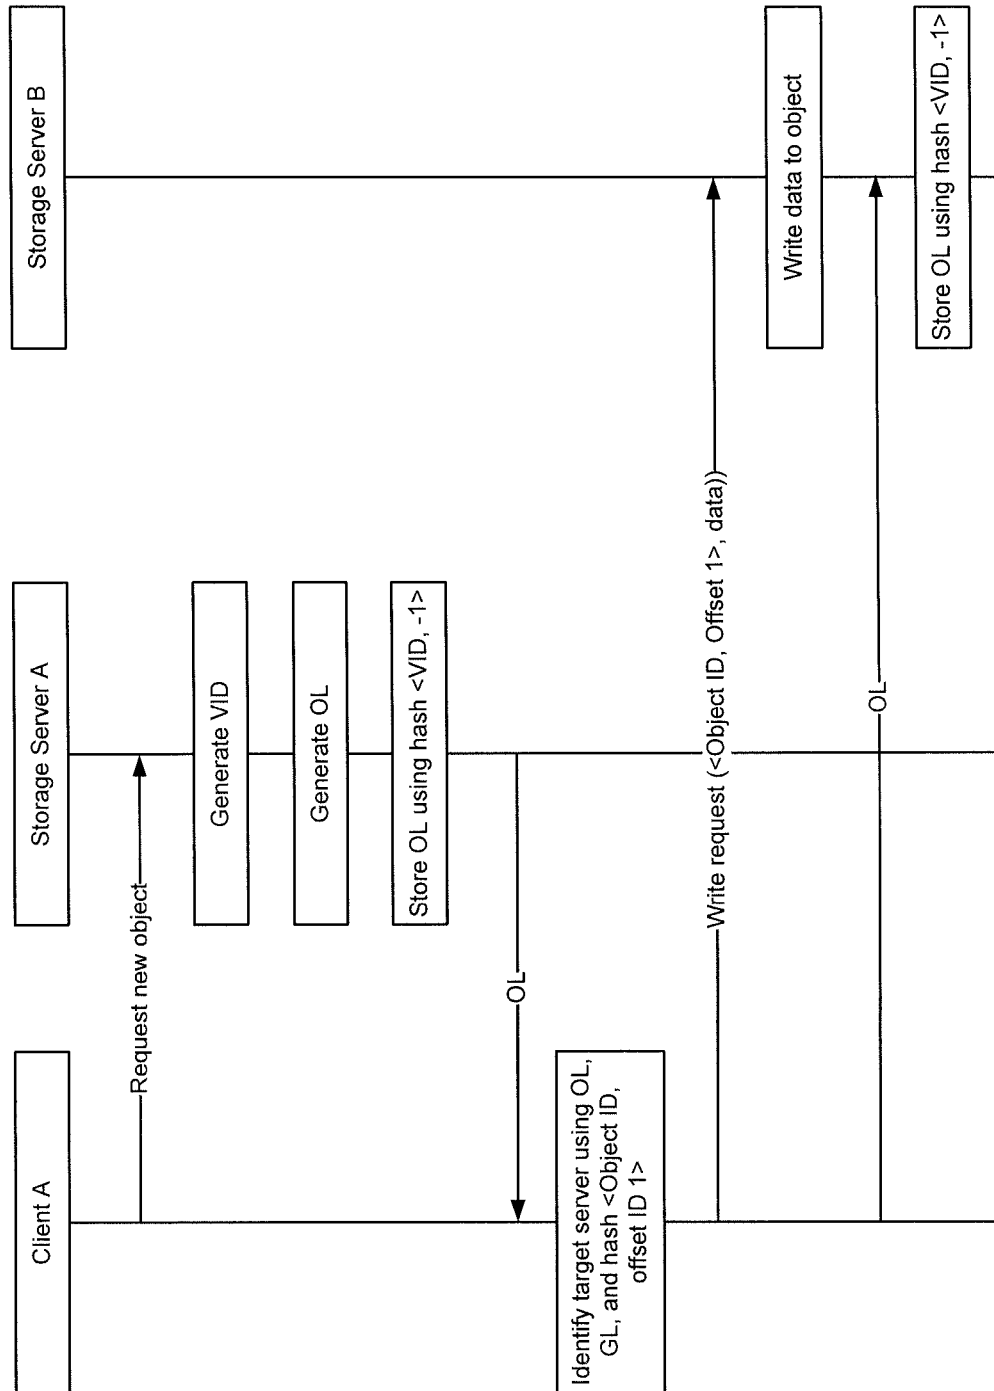 Client A
Storage Server A
Storage Server B
Request new object
Generate VID
Generate OL
Store OL using hash <VID, -1>
OL
Identify target server using OL,
GL, and hash <Object ID,
offset ID 1>
Write request (<Object ID, Offset 1>, data))
Write data to object
OL
Store OL using hash <VID, -1>